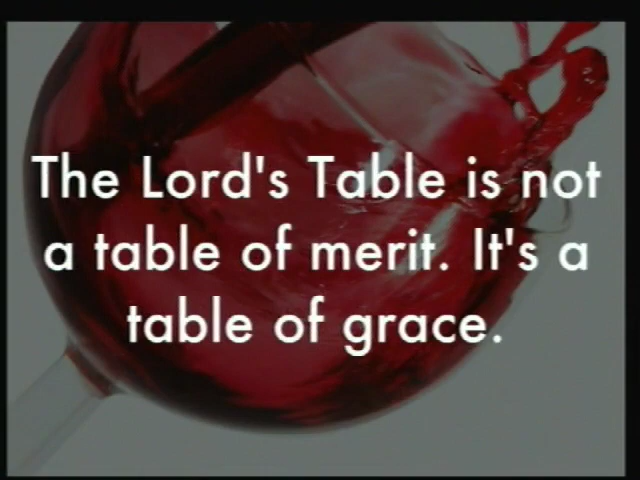 The Lord's Table is not
a table of merit. It's a
table of grace.